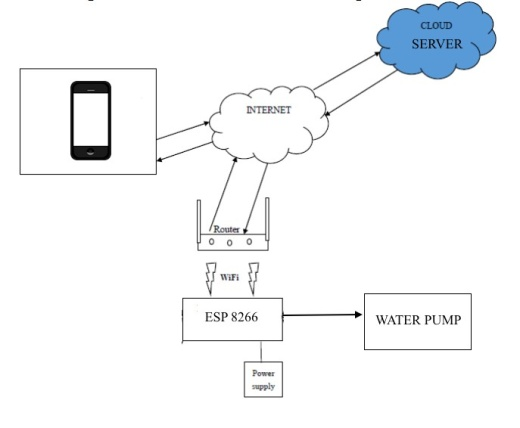 CLOUD
SERVER
INTERNET
Router
WiFi
ESP 8266
WATER PUMP
Power
supply